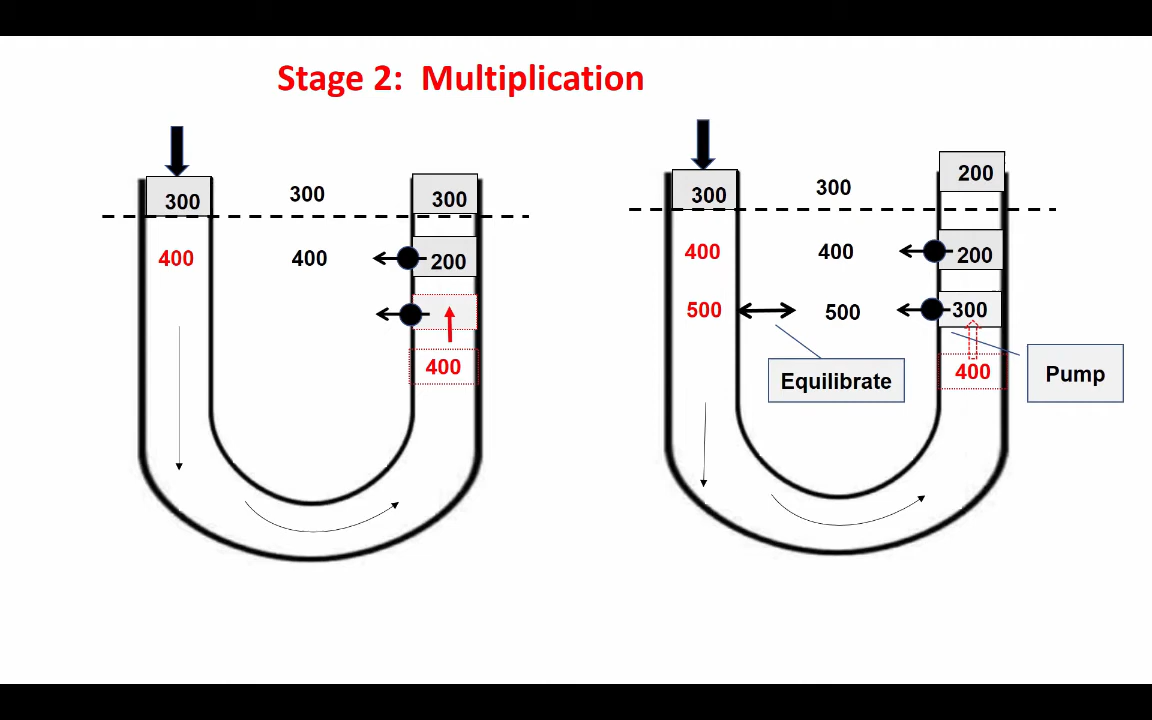 Stage 2: Multiplication
300 300 300
400 400 200
400
300 300 200
400 400 200
500 500 300
400
Equilibrate
Pump